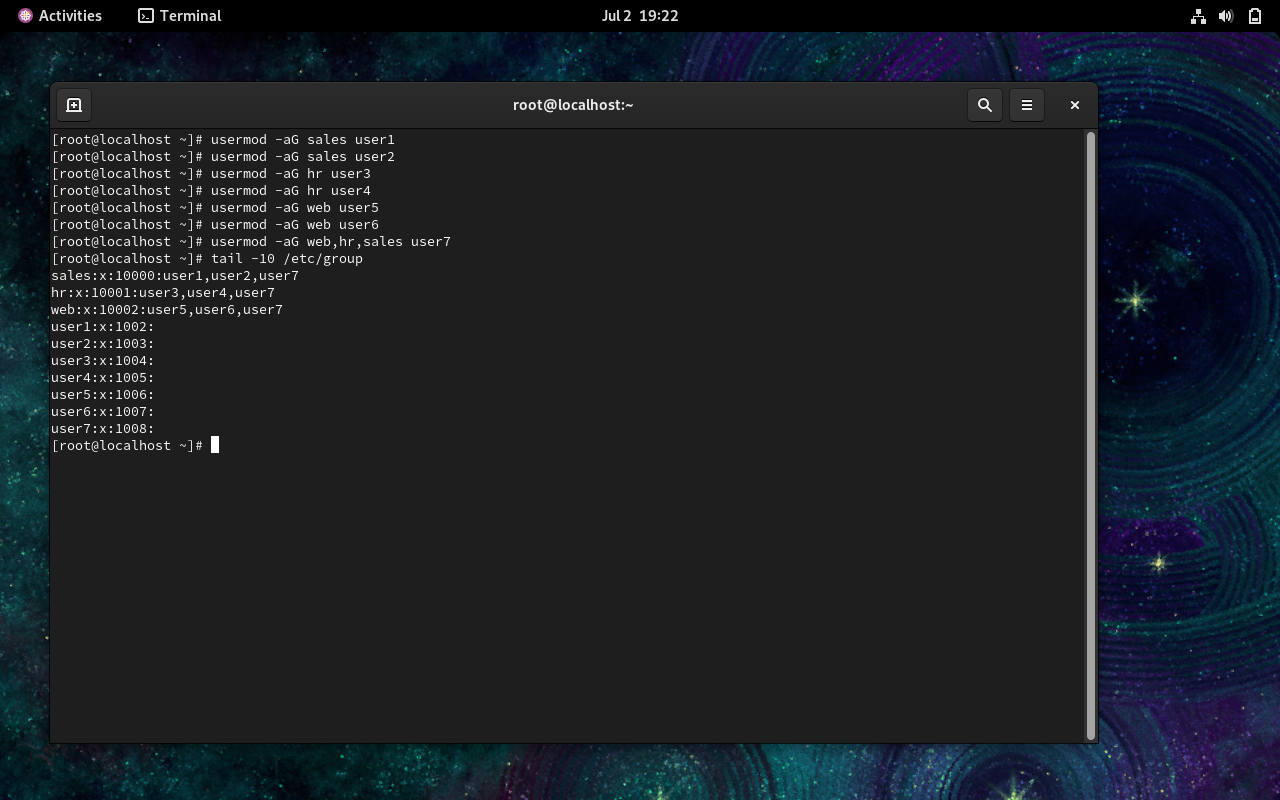 Activities
Terminal
Jul 2 19:22
root@localhost:~
[root@localhost ~]# usermod -aG sales user1
[root@localhost ~]# usermod -aG sales user2
[root@localhost ~]# usermod -aG hr user3
[root@localhost ~]# usermod -aG hr user4
[root@localhost ~]# usermod -aG web user5
[root@localhost ~]# usermod -aG web user6
[root@localhost ~]# usermod -aG web,hr,sales user7
[root@localhost ~]# tail -10 /etc/group
sales:x:10000:user1,user2,user7
hr:x:10001:user3,user4,user7
web:x:10002:user5,user6,user7
user1:x:1002:
user2:x:1003:
user3:x:1004:
user4:x:1005:
user5:x:1006:
user6:x:1007:
user7:x:1008:
[root@localhost ~]#